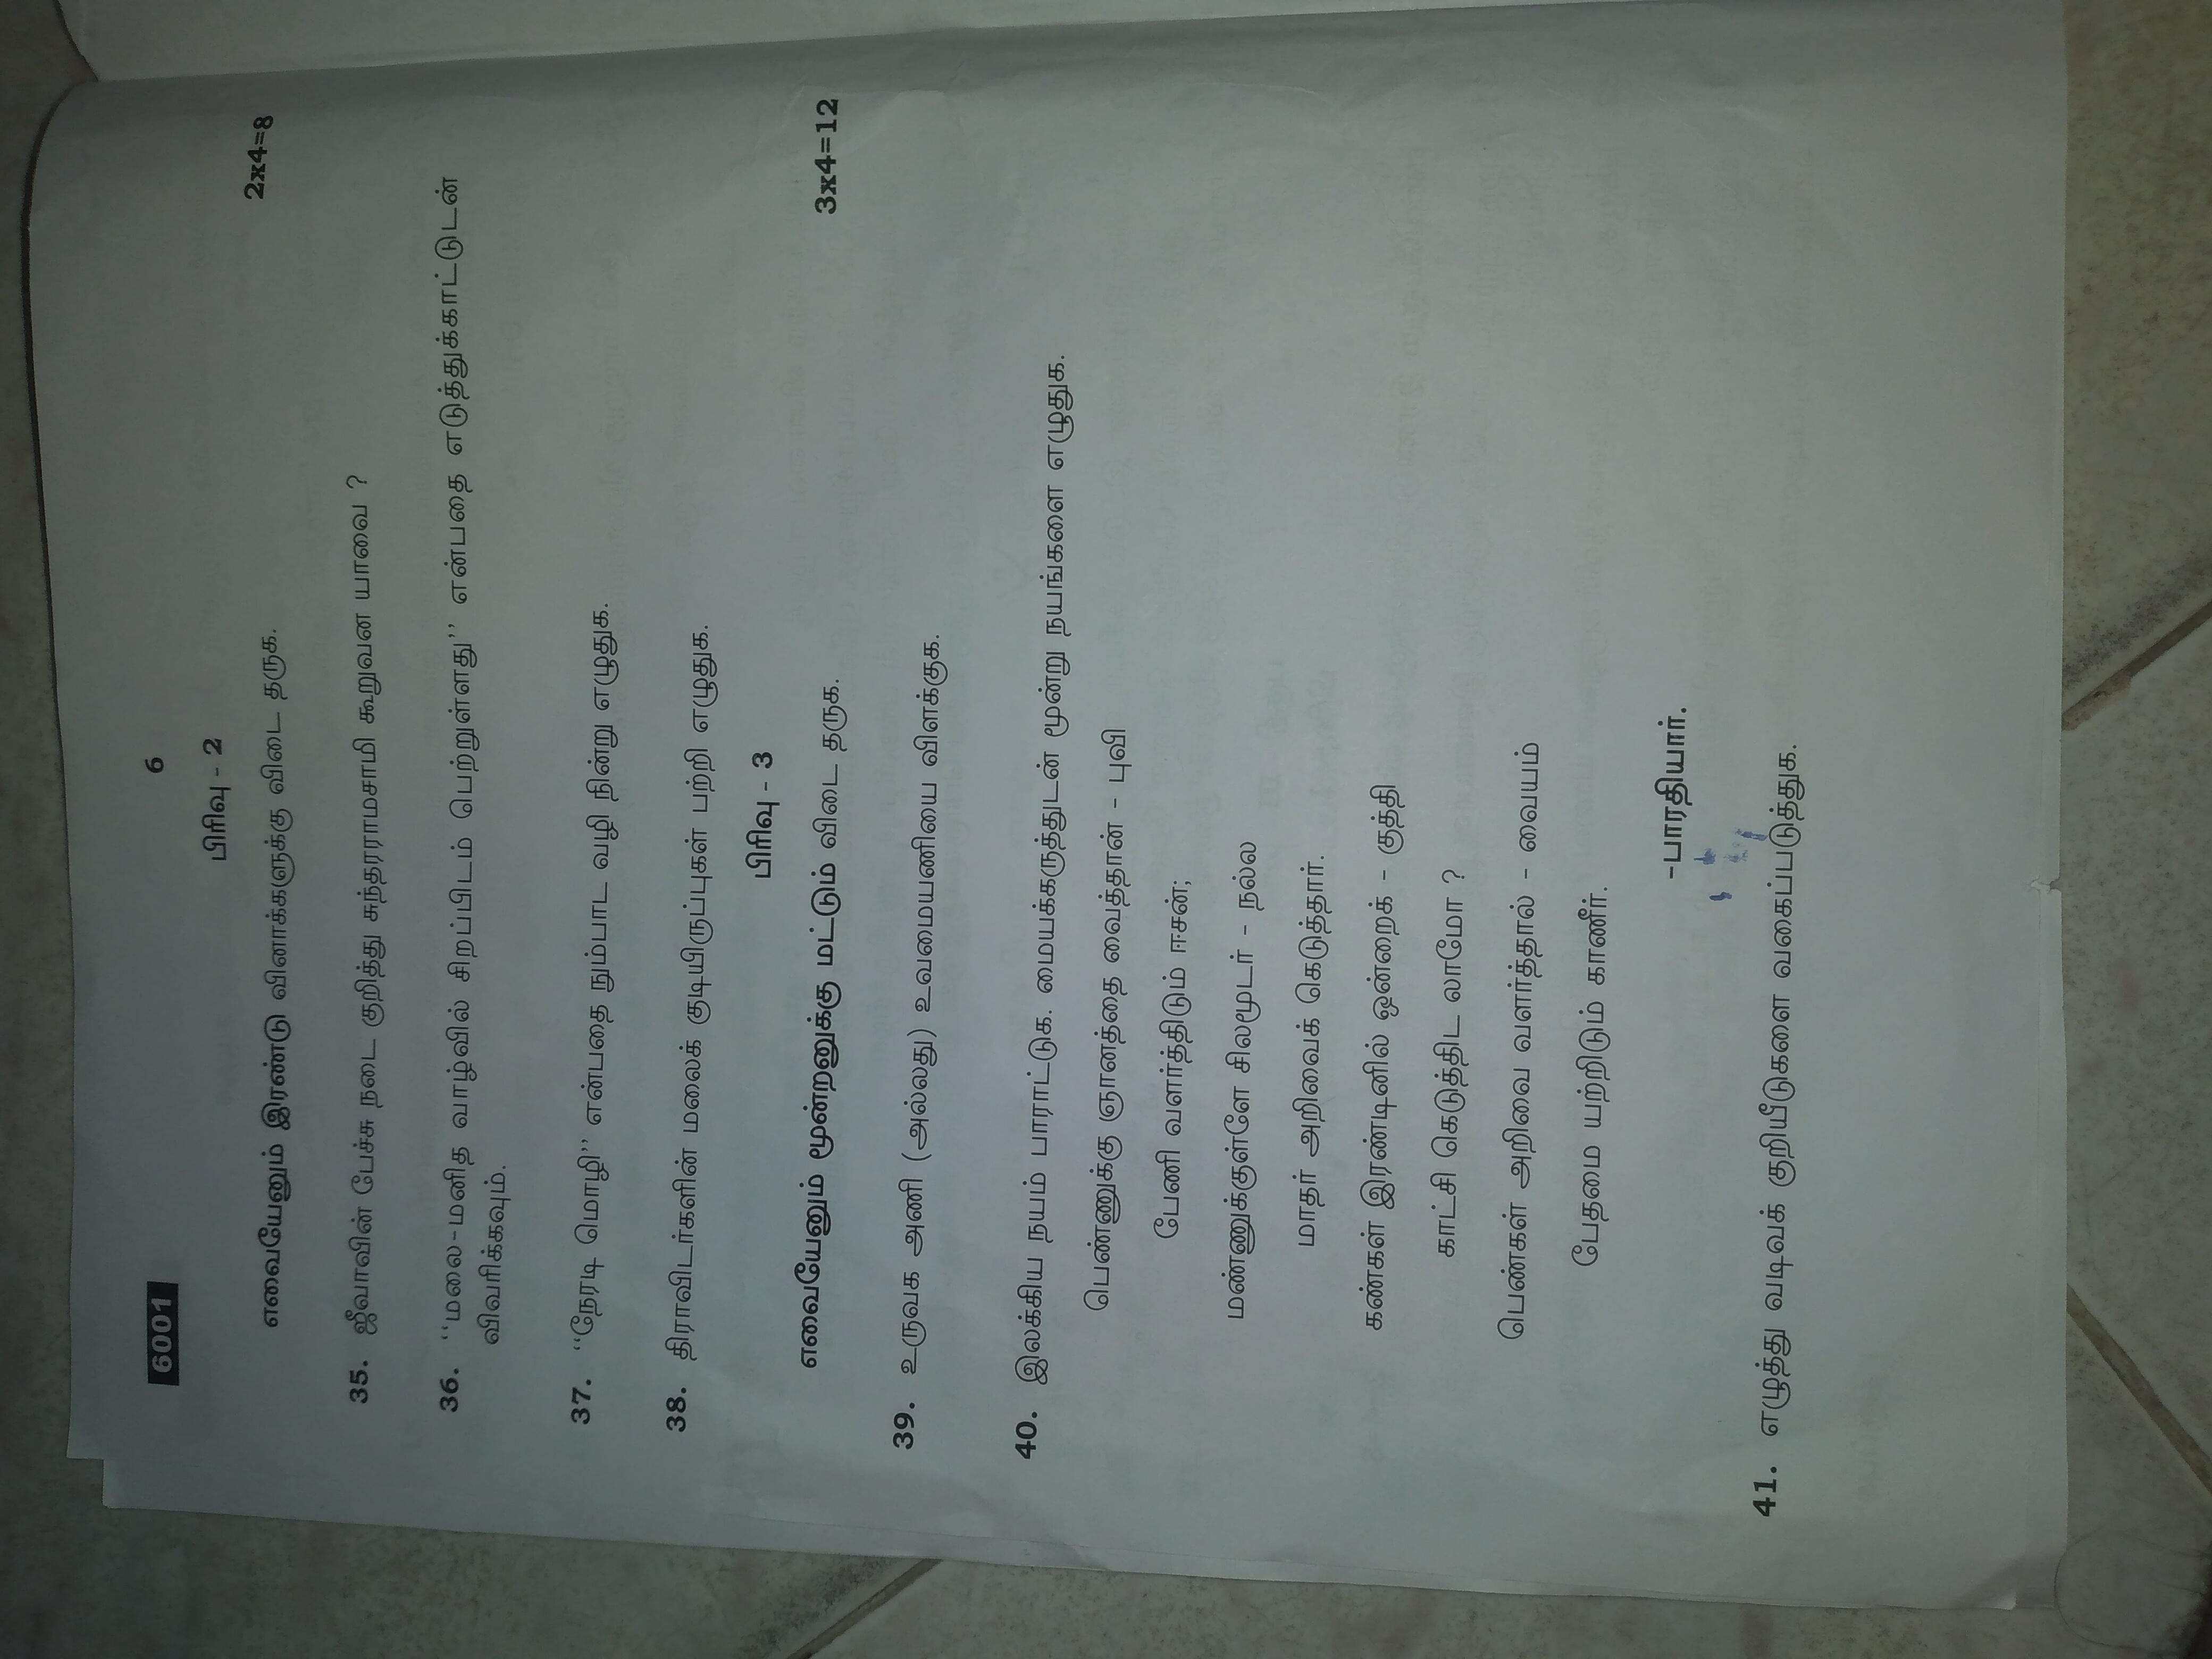 6001
6
பிரிவு - 2
எவையேனும் இரண்டு வினாக்களுக்கு விடை தருக.
2x4=8
35. ஜீவாவின் பேச்சு நடை குறித்து சுந்தரராமசாமி கூறுவன யாவை ?
36. ‘‘மலை-மனித வாழ்வில் சிறப்பிடம் பெற்றுள்ளது’’ என்பதை எடுத்துக்காட்டுடன்
விவரிக்கவும்.
37. ‘‘நேரடி மொழி’’ என்பதை நும்பாட வழி நின்று எழுதுக.
38. திராவிடர்களின் மலைக் குடியிருப்புகள் பற்றி எழுதுக.
பிரிவு - 3
எவையேனும் மூன்றனுக்கு மட்டும் விடை தருக.
3x4=12
39. உருவக அணி (அல்லது) உவமையணியை விளக்குக.
40. இலக்கிய நயம் பாராட்டுக. மையக்கருத்துடன் மூன்று நயங்களை எழுதுக.
பெண்ணுக்கு ஞானத்தை வைத்தான் - புவி
பேணி வளர்த்திடும் ஈசன்;
மண்ணுக்குள்ளே சிலமூடர் - நல்ல
மாதர் அறிவைக் கெடுத்தார்.
கண்கள் இரண்டினில் ஒன்றைக் - குத்தி
காட்சி கெடுத்திட லாமோ ?
பெண்கள் அறிவை வளர்த்தால் - வையம்
பேதமை யற்றிடும் காணீர்.
-பாரதியார்.
41. எழுத்து வடிவக் குறியீடுகளை வகைப்படுத்துக.